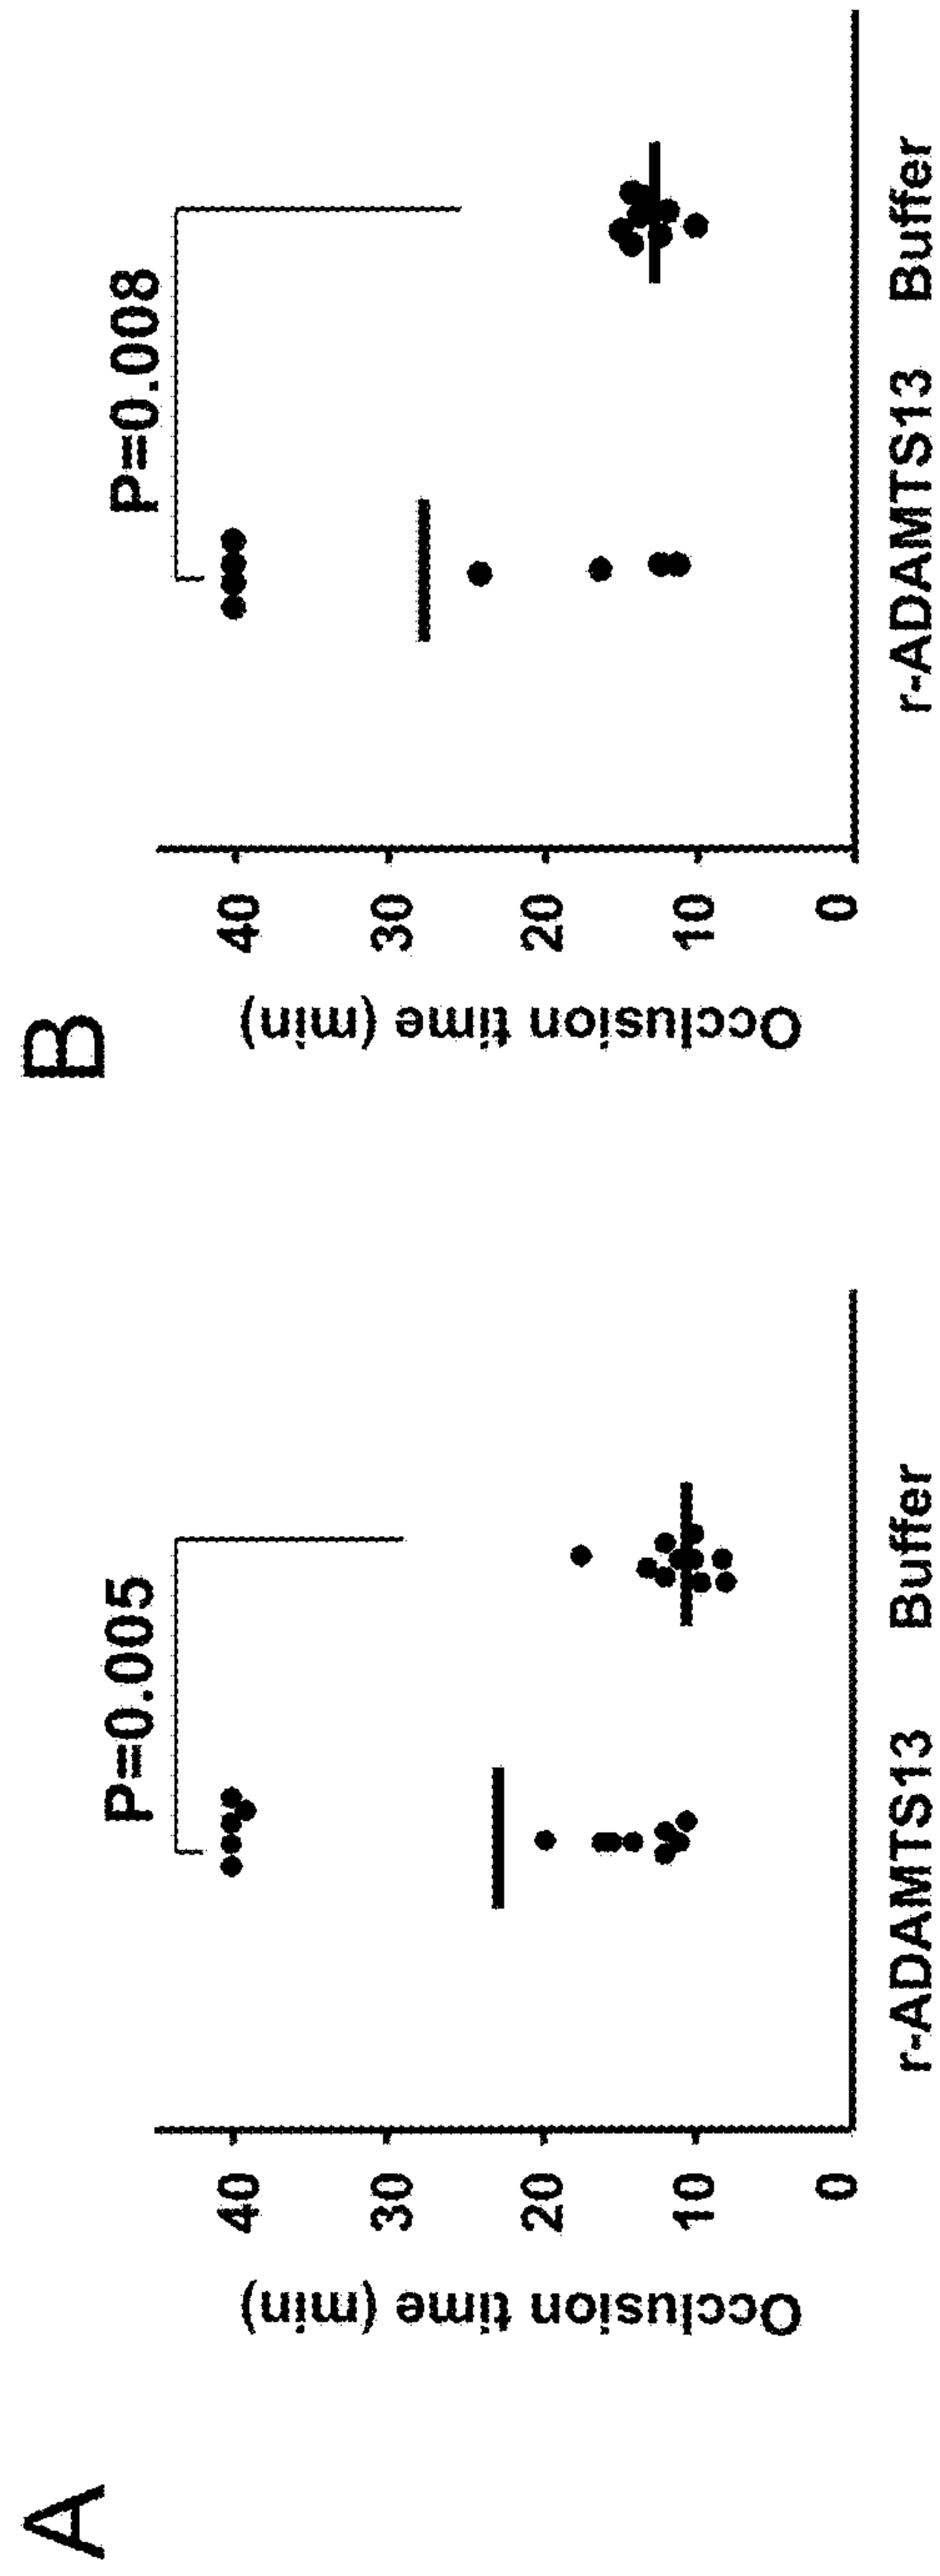 A
P=0.005
Occlusion time (min)
40
30
20
10
0
r-ADAMTS13 Buffer
B
P=0.008
Occlusion time (min)
40
30
20
10
0
r-ADAMTS13 Buffer